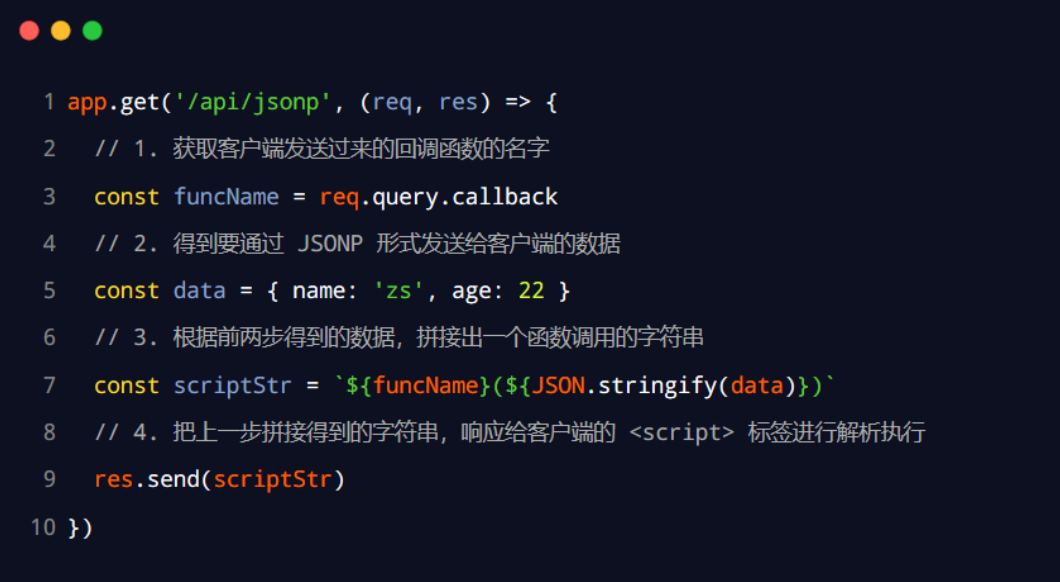 1 app.get('/api/jsonp', (req, res) => {
2 // 1. 获取客户端发送过来的回调函数的名字
3 const funcName = req.query.callback
4 // 2. 得到要通过 JSONP 形式发送给客户端的数据
5 const data = { name: 'zs', age: 22 }
6 // 3. 根据前两步得到的数据，拼接出一个函数调用的字符串
7 const scriptStr = `${funcName}(${JSON.stringify(data)})`
8 // 4. 把上一步拼接得到的字符串，响应给客户端的 <script> 标签进行解析执行
9 res.send(scriptStr)
10 })